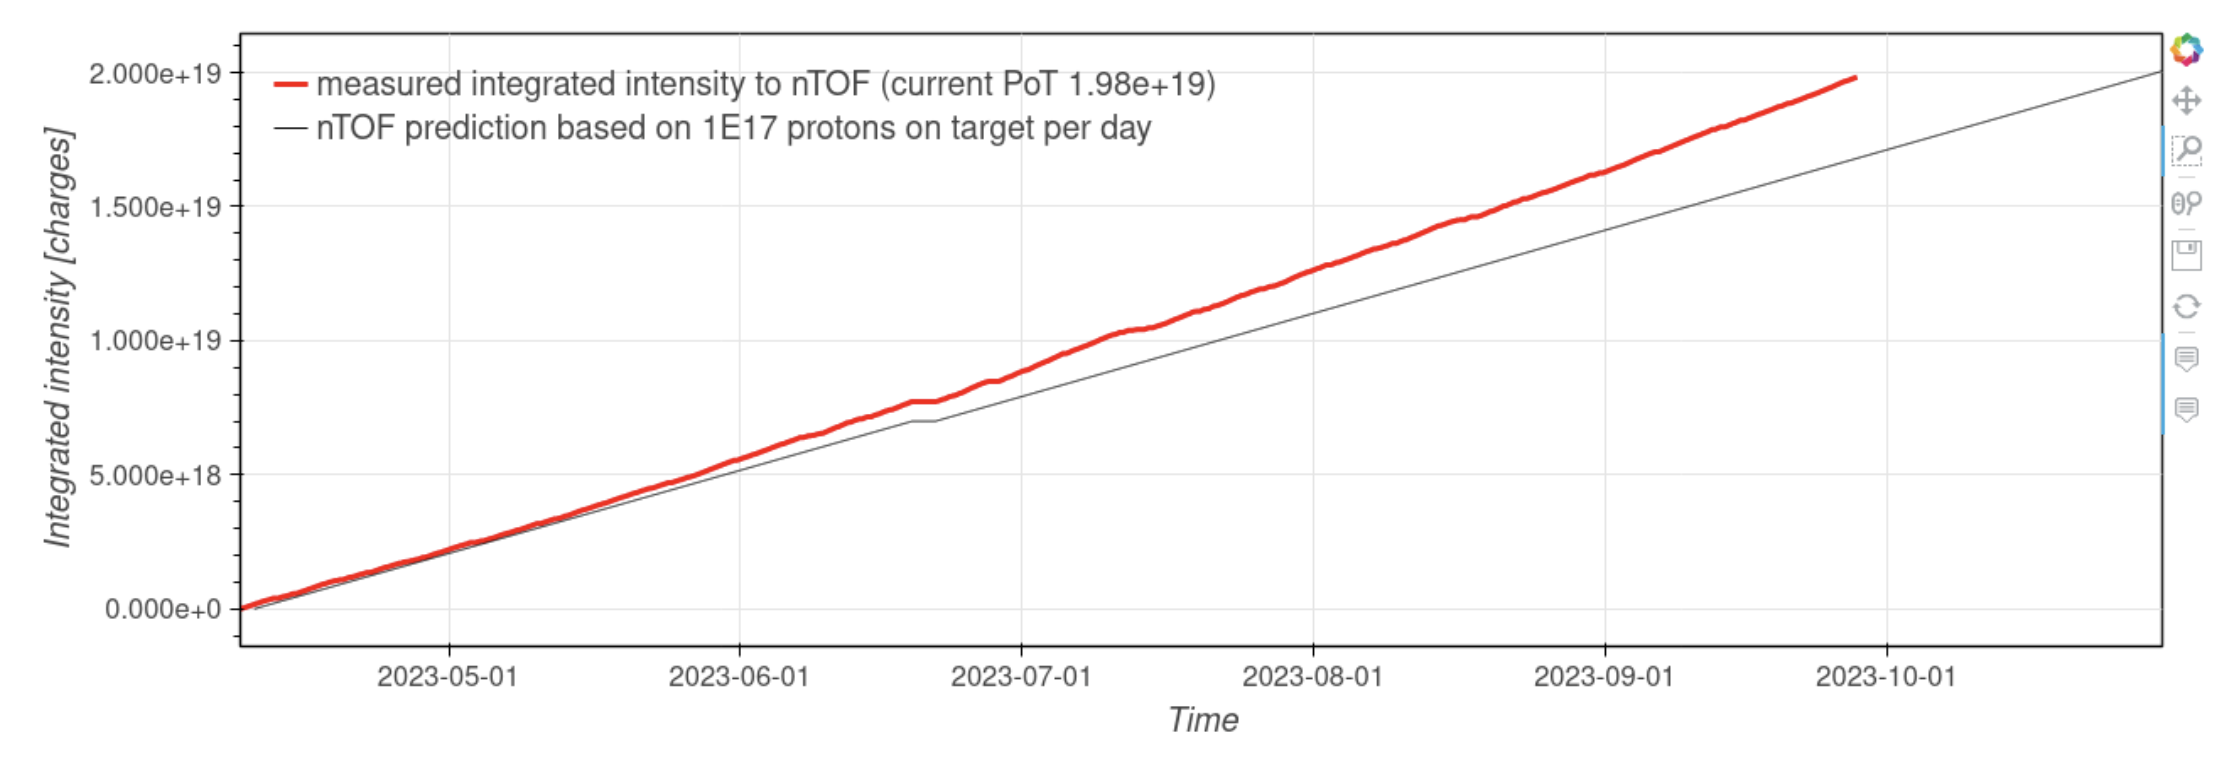 measured integrated intensity to nTOF (current PoT 1.98e+19)
nTOF prediction based on 1E17 protons on target per day
Integrated intensity [charges]
2.000e+19
1.500e+19
1.000e+19
5.000e+18
0.000e+0
2023-05-01 2023-06-01 2023-07-01 2023-08-01 2023-09-01 2023-10-01
Time